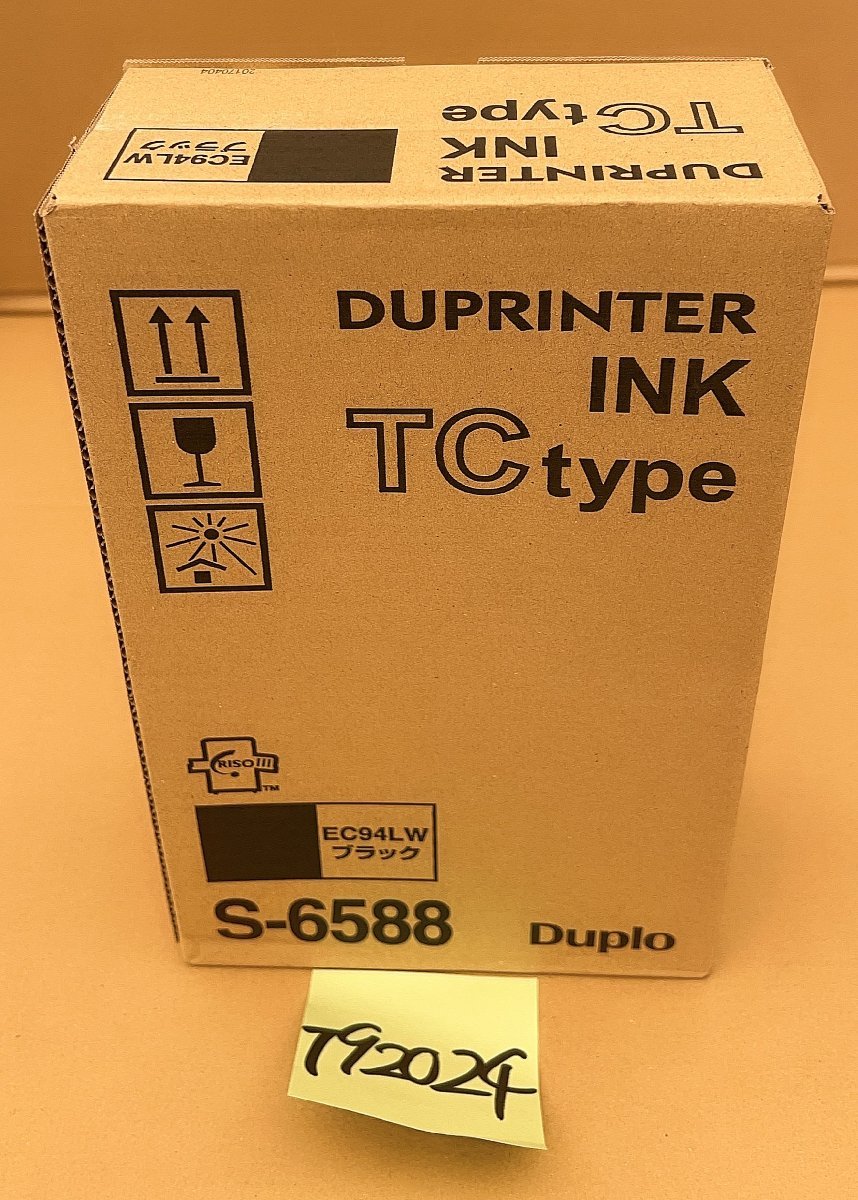 20170404
TC type
DUPRINTER
INK
EC94LW
ブラック
DUPRINTER
INK
TC type
RISO
TM
EC94LW
ブラック
S-6588
Duplo
T92024